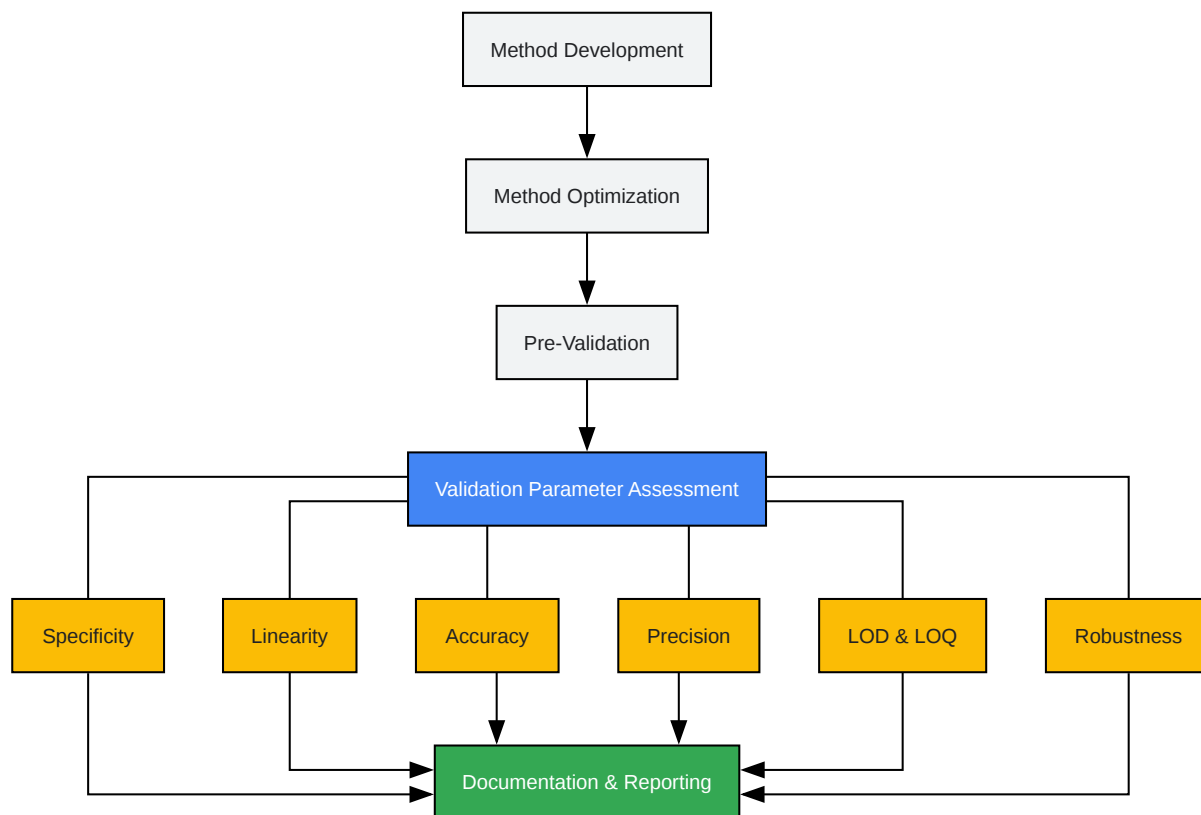 Method Development
Method Optimization
Pre-Validation
Validation Parameter Assessment
Specificity
Linearity
Accuracy
Precision
LOD & LOQ
Robustness
Documentation & Reporting